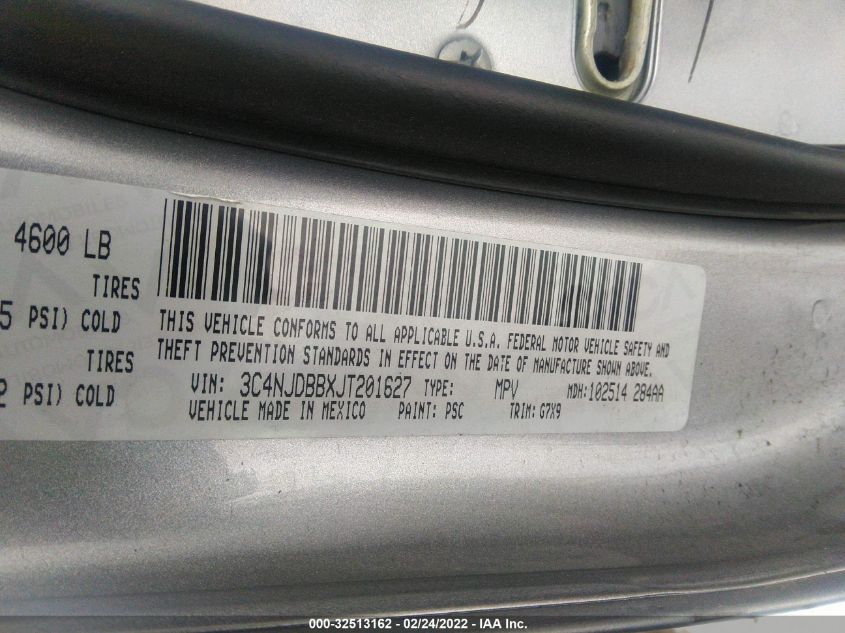 4600 LB
TIRES
5 PSI) COLD
TIRES
2 PSI) COLD
THIS VEHICLE CONFORMS TO ALL APPLICABLE U.S.A. FEDERAL MOTOR VEHICLE SAFETY AND
THEFT PREVENTION STANDARDS IN EFFECT ON THE DATE OF MANUFACTURE SHOWN ABOVE.
VIN: 3C4NJDBBXJT201627 TYPE: MPV MDH:102514 284AA
VEHICLE MADE IN MEXICO PAINT: PSC TRIM: G7X9
000-32513162 - 02/24/2022 - IAA Inc.